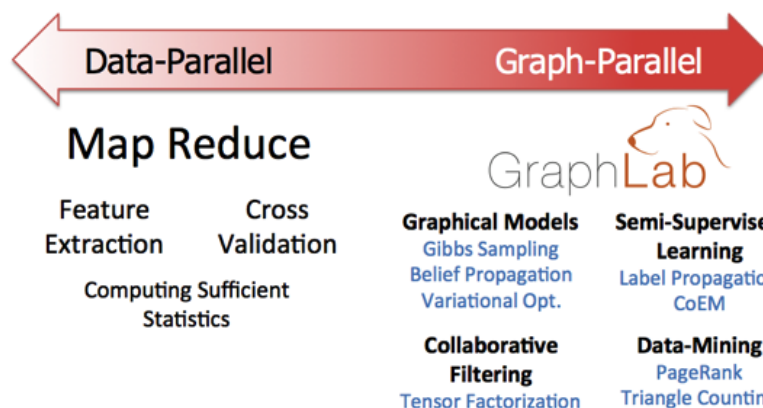 Data-Parallel
Graph-Parallel
Map Reduce
GraphLab
Feature
Extraction
Cross
Validation
Computing Sufficient
Statistics
Graphical Models
Gibbs Sampling
Belief Propagation
Variational Opt.
Semi-Supervise
Learning
Label Propagatio
CoEM
Collaborative
Filtering
Tensor Factorization
Data-Mining
PageRank
Triangle Countin